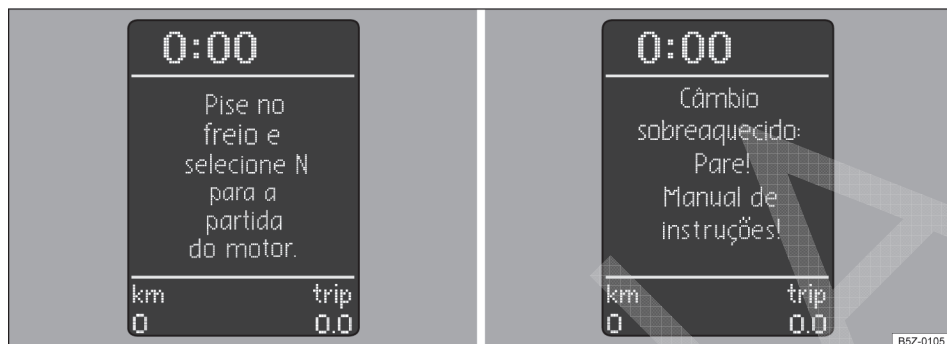 0:00
Pise no
freio e
selecione N
para a
partida
do motor.
km trip
0 0.0
0:00
Câmbio
sobreaquecido:
Pare!
Manual de
instruções!
km trip
0 0.0
B5Z-0105